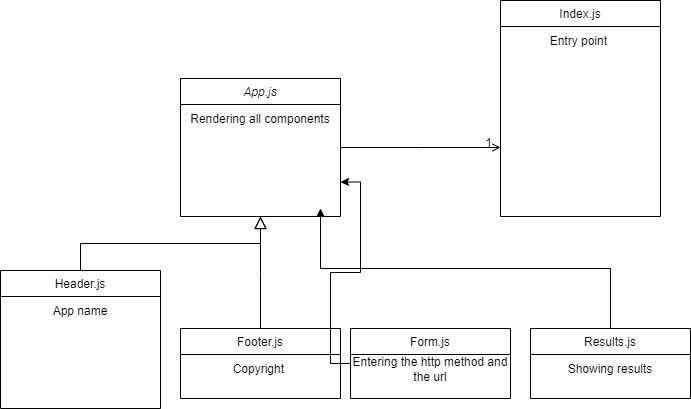 Index.js
Entry point
App.js
Rendering all components
1
Header.js
App name
Footer.js
Copyright
Form.js
Entering the http method and
the url
Results.js
Showing results